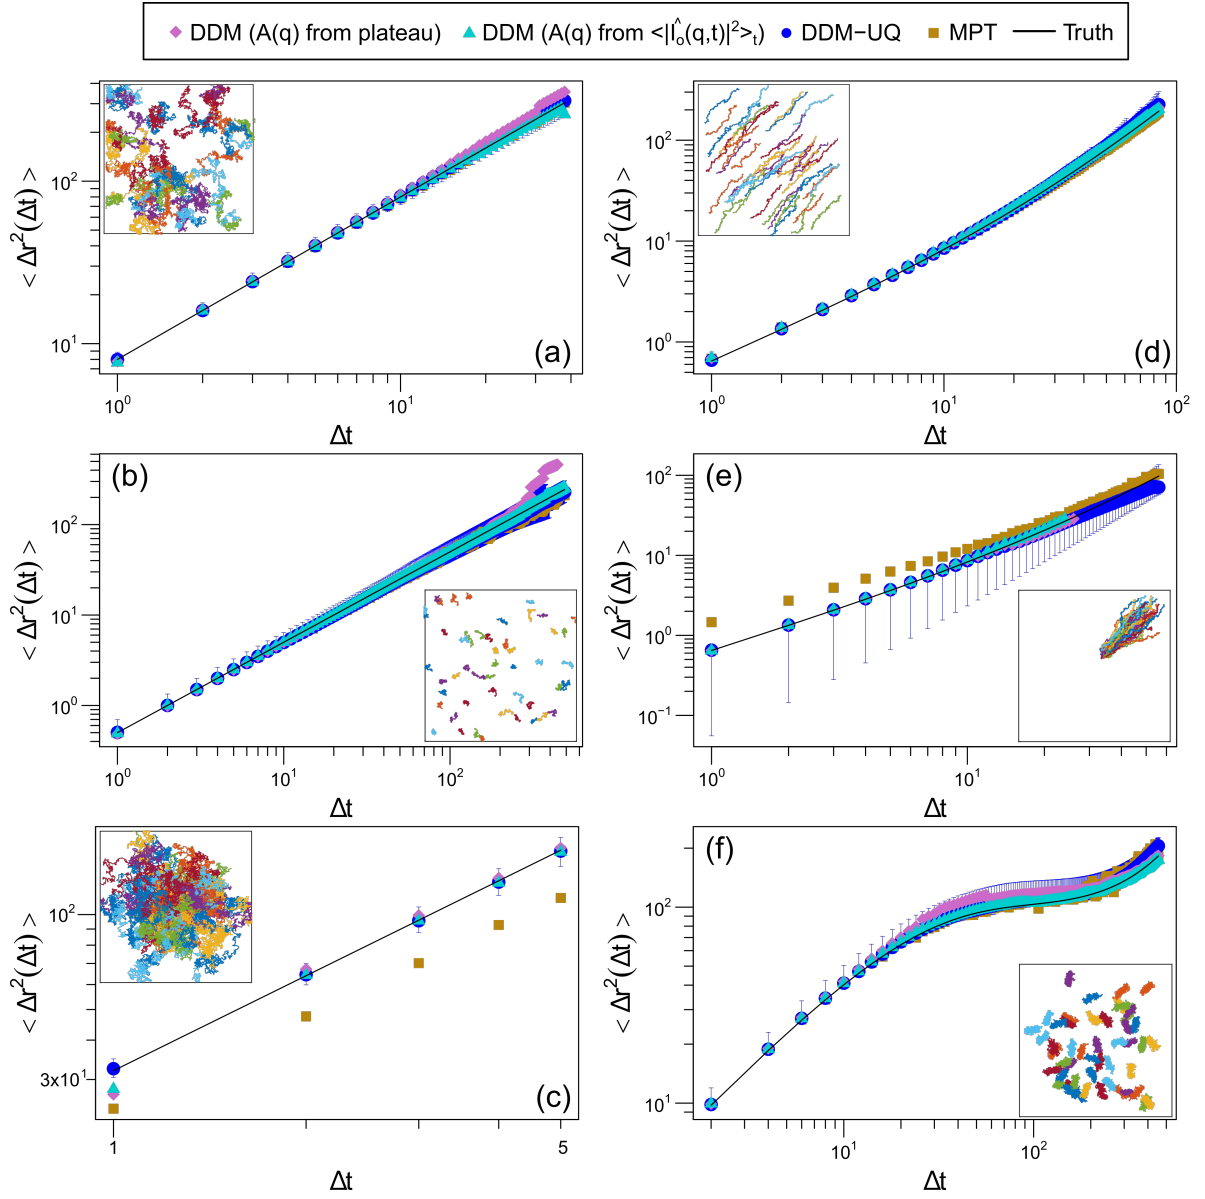 DDM (A(q) from plateau) DDM (A(q) from <|Î_o(q,t)|²>_t) DDM−UQ MPT Truth
< Δr²(Δt) >
10²
10¹
(a)
10⁰ 10¹
Δt
< Δr²(Δt) >
10²
10¹
10⁰
(d)
10⁰ 10¹ 10²
Δt
< Δr²(Δt) >
(b)
10²
10¹
10⁰
10⁰ 10¹ 10²
Δt
< Δr²(Δt) >
(e)
10²
10¹
10⁰
10⁻¹
10⁰ 10¹
Δt
< Δr²(Δt) >
10²
3x10¹
(c)
1 5
Δt
< Δr²(Δt) >
(f)
10²
10¹
10¹ 10²
Δt